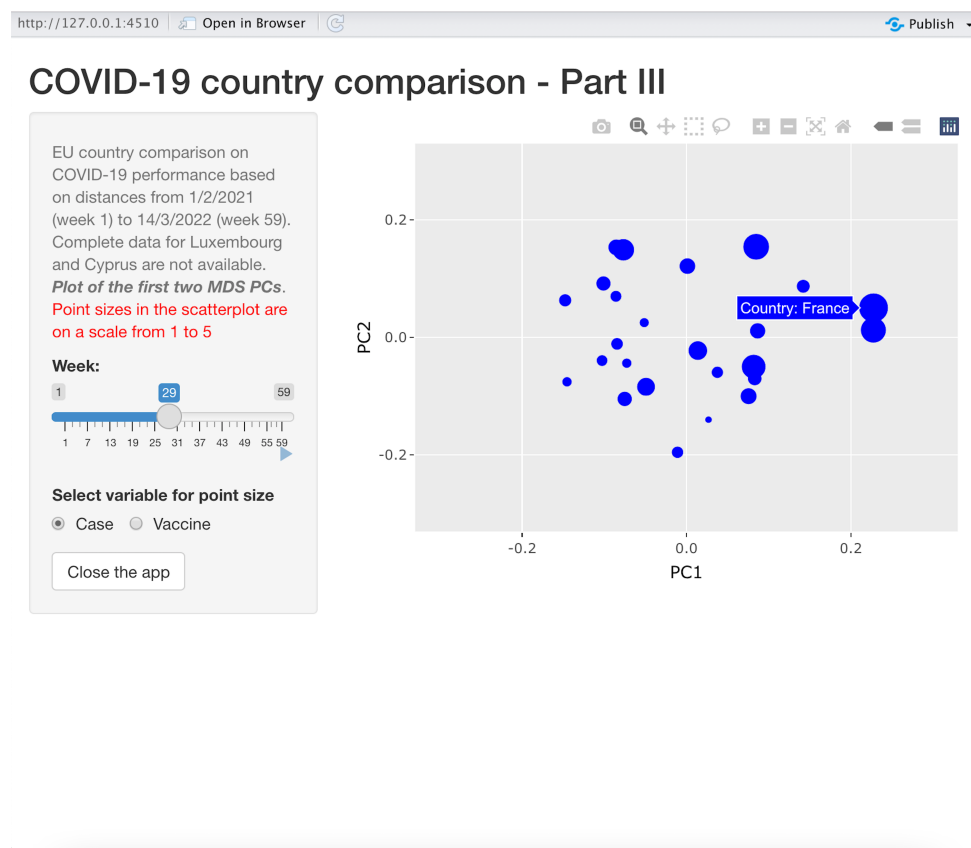 http://127.0.0.1:4510 Open in Browser Publish
COVID-19 country comparison - Part III
EU country comparison on
COVID-19 performance based
on distances from 1/2/2021
(week 1) to 14/3/2022 (week 59).
Complete data for Luxembourg
and Cyprus are not available.
Plot of the first two MDS PCs.
Point sizes in the scatterplot are
on a scale from 1 to 5
Week:
1 29 59
1 7 13 19 25 31 37 43 49 55 59
Select variable for point size
Case Vaccine
Close the app
0.2
0.0
-0.2
PC2
Country: France
-0.2 0.0 0.2
PC1